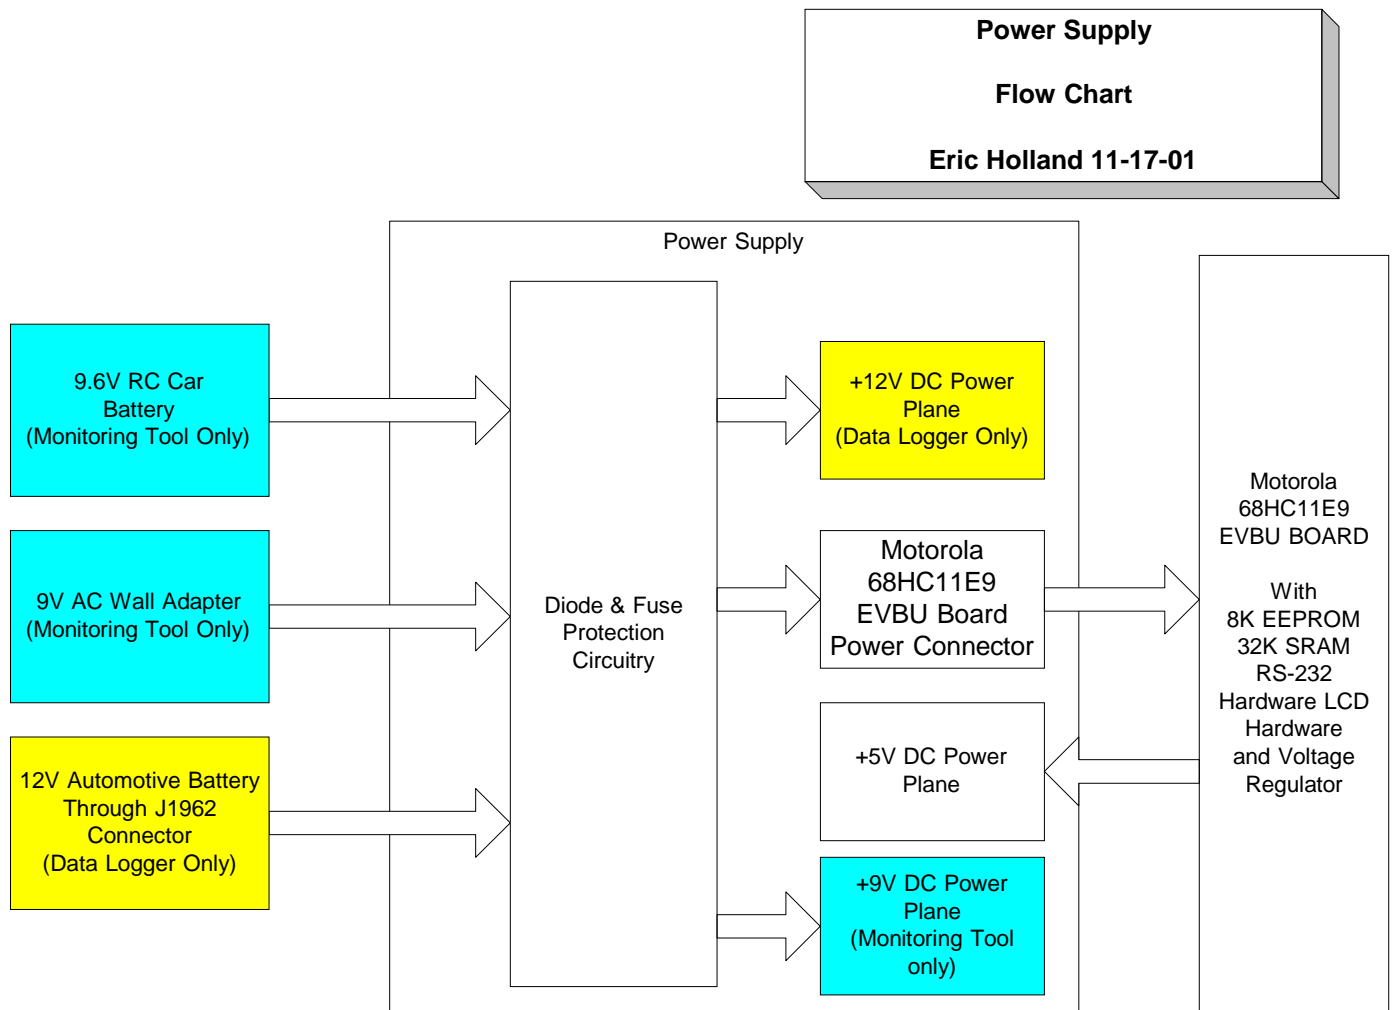 Power Supply
Flow Chart
Eric Holland 11-17-01
Power Supply
9.6V RC Car
Battery
(Monitoring Tool Only)
9V AC Wall Adapter
(Monitoring Tool Only)
12V Automotive Battery
Through J1962
Connector
(Data Logger Only)
Diode & Fuse
Protection
Circuitry
+12V DC Power
Plane
(Data Logger Only)
Motorola
68HC11E9
EVBU Board
Power Connector
+5V DC Power
Plane
+9V DC Power
Plane
(Monitoring Tool
only)
Motorola
68HC11E9
EVBU BOARD
With
8K EEPROM
32K SRAM
RS-232
Hardware LCD
Hardware
and Voltage
Regulator